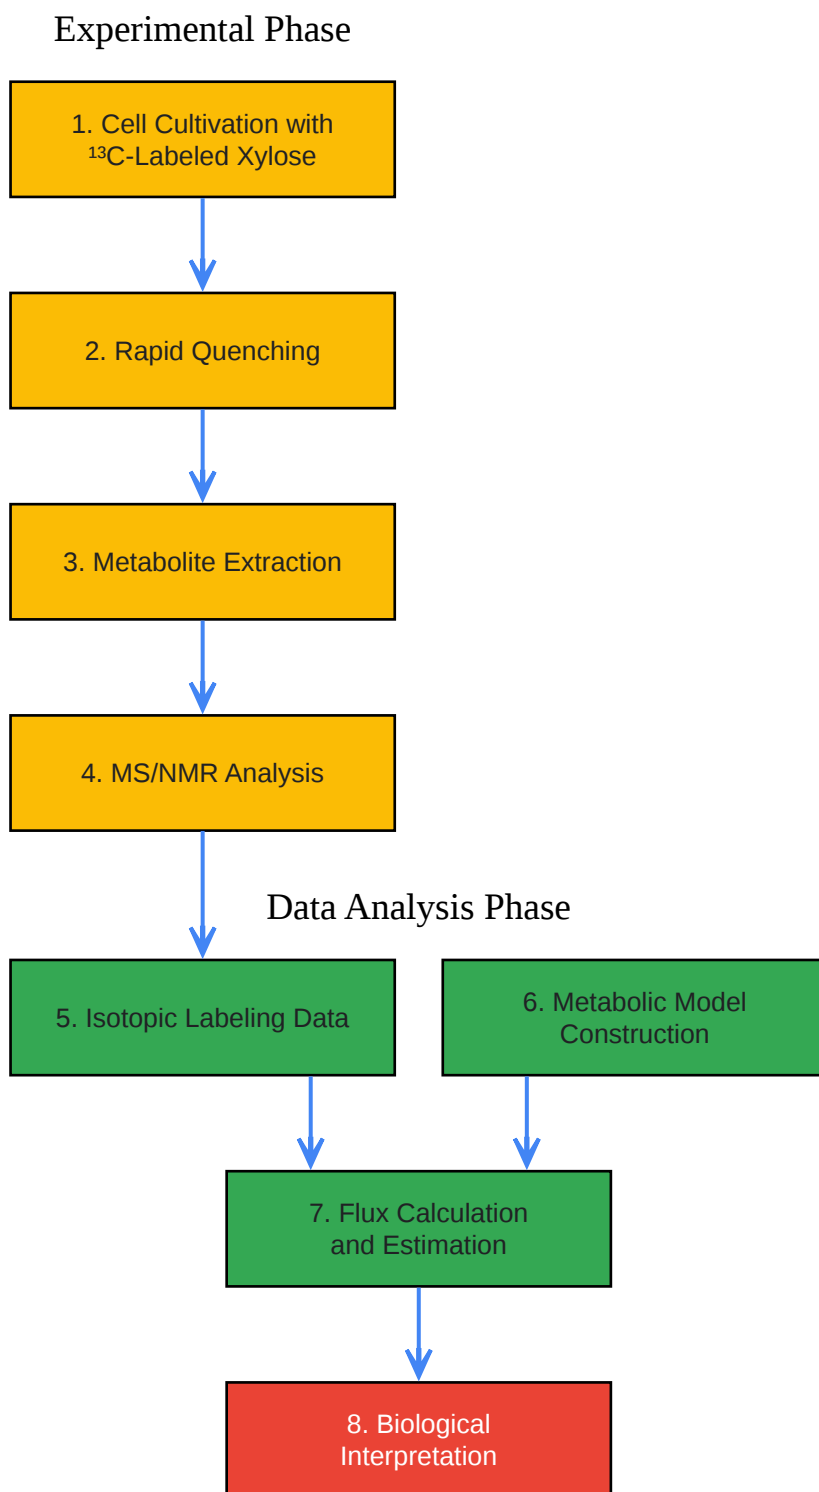 Experimental Phase
1. Cell Cultivation with
¹³C-Labeled Xylose
2. Rapid Quenching
3. Metabolite Extraction
4. MS/NMR Analysis
Data Analysis Phase
5. Isotopic Labeling Data
6. Metabolic Model
Construction
7. Flux Calculation
and Estimation
8. Biological
Interpretation